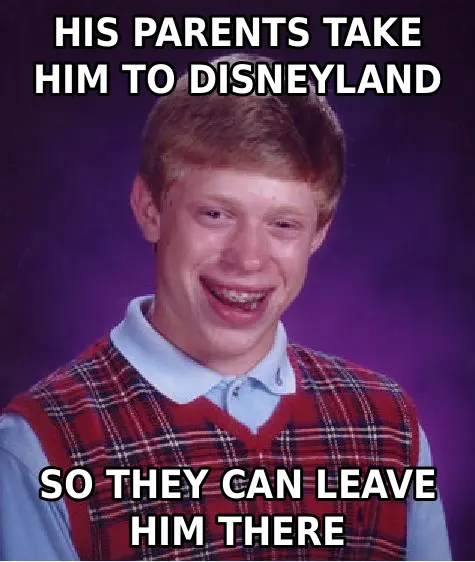 HIS PARENTS TAKE
HIM TO DISNEYLAND
SO THEY CAN LEAVE
HIM THERE